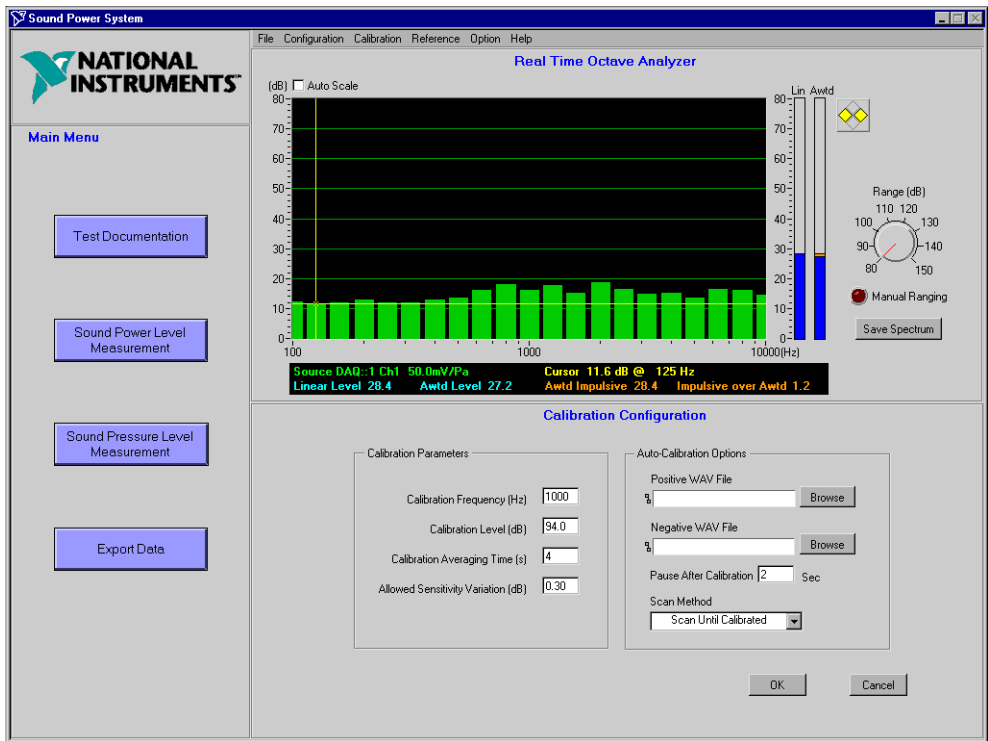 Sound Power System
File Configuration Calibration Reference Option Help
NATIONAL
INSTRUMENTS™
Main Menu
Test Documentation
Sound Power Level
Measurement
Sound Pressure Level
Measurement
Export Data
Real Time Octave Analyzer
(dB) Auto Scale
80
70
60
50
40
30
20
10
0
100 1000 10000(Hz)
Lin Awtd
80
70
60
50
40
30
20
10
0
Range (dB)
110 120
100 130
90 140
80 150
Manual Ranging
Save Spectrum
Source DAQ::1 Ch1 50.0mV/Pa Cursor 11.6 dB @ 125 Hz
Linear Level 28.4 Awtd Level 27.2 Awtd Impulsive 28.4 Impulsive over Awtd 1.2
Calibration Configuration
Calibration Parameters
Calibration Frequency (Hz) 1000
Calibration Level (dB) 94.0
Calibration Averaging Time (s) 4
Allowed Sensitivity Variation (dB) 0.30
Auto-Calibration Options
Positive WAV File
Browse
Negative WAV File
Browse
Pause After Calibration 2 Sec
Scan Method
Scan Until Calibrated
OK Cancel